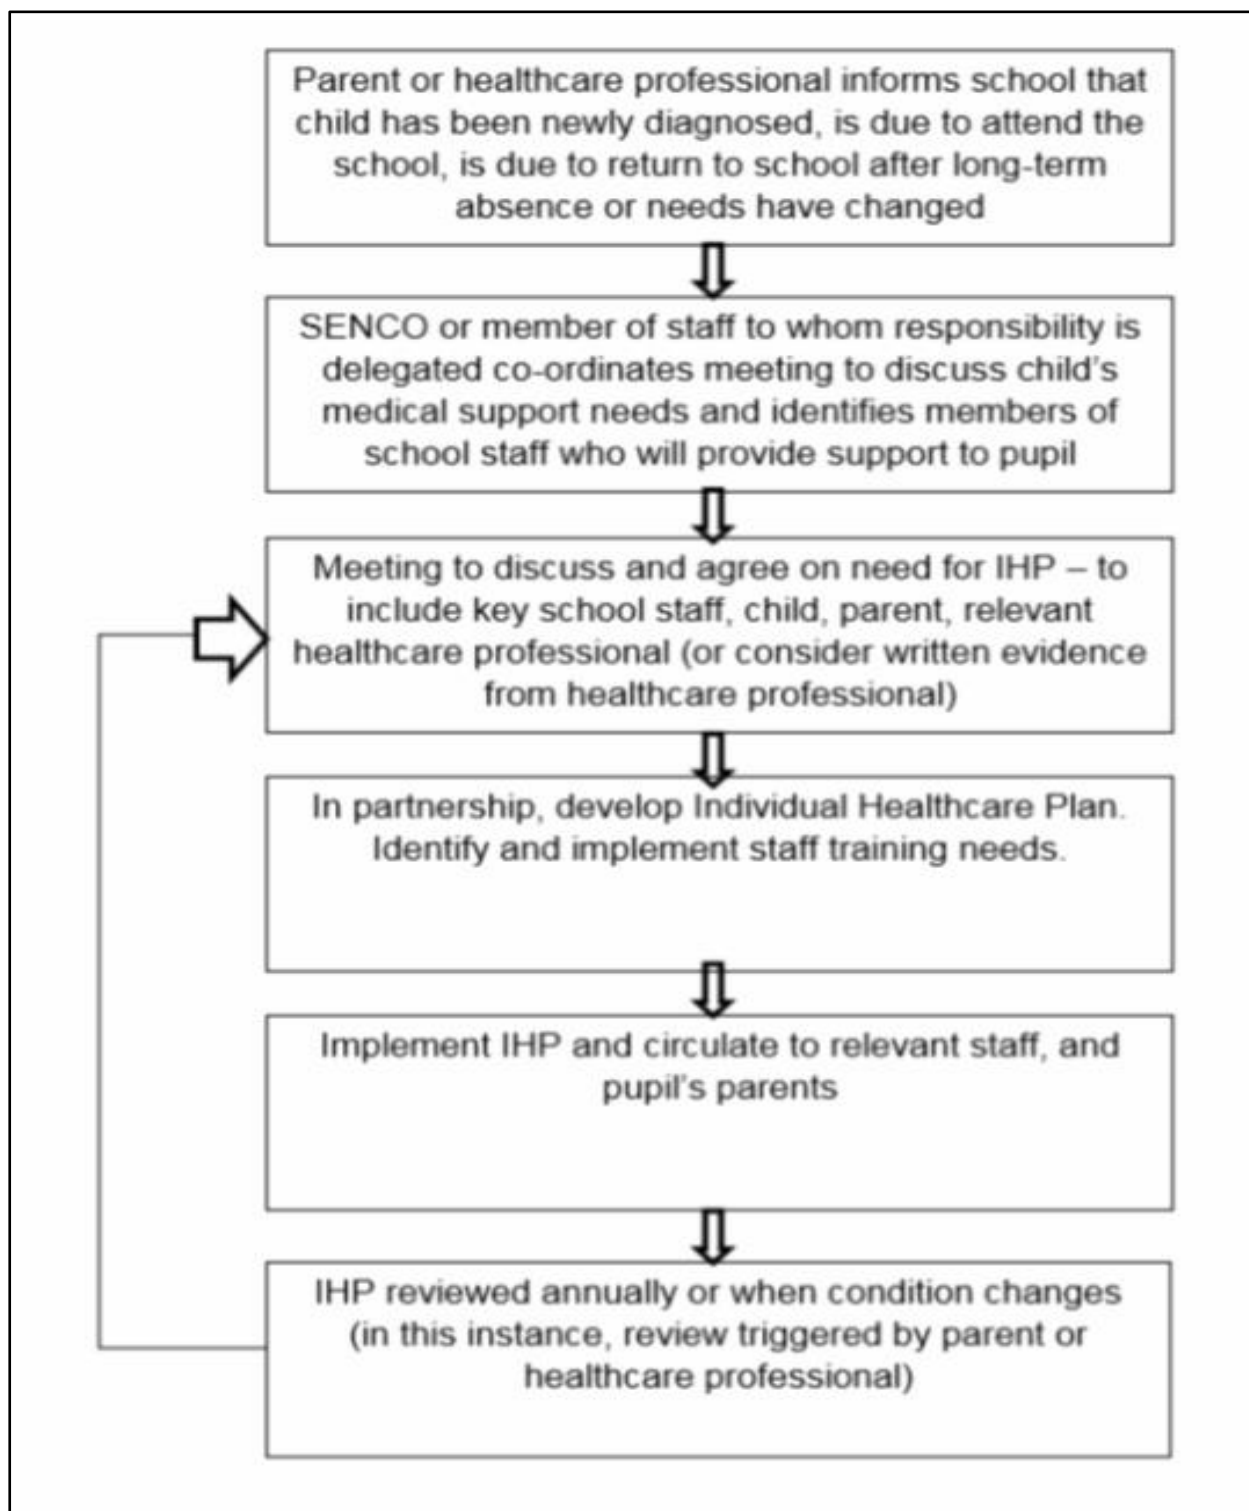 Parent or healthcare professional informs school that
child has been newly diagnosed, is due to attend the
school, is due to return to school after long-term
absence or needs have changed
SENCO or member of staff to whom responsibility is
delegated co-ordinates meeting to discuss child's
medical support needs and identifies members of
school staff who will provide support to pupil
Meeting to discuss and agree on need for IHP – to
include key school staff, child, parent, relevant
healthcare professional (or consider written evidence
from healthcare professional)
In partnership, develop Individual Healthcare Plan.
Identify and implement staff training needs.
Implement IHP and circulate to relevant staff, and
pupil's parents
IHP reviewed annually or when condition changes
(in this instance, review triggered by parent or
healthcare professional)